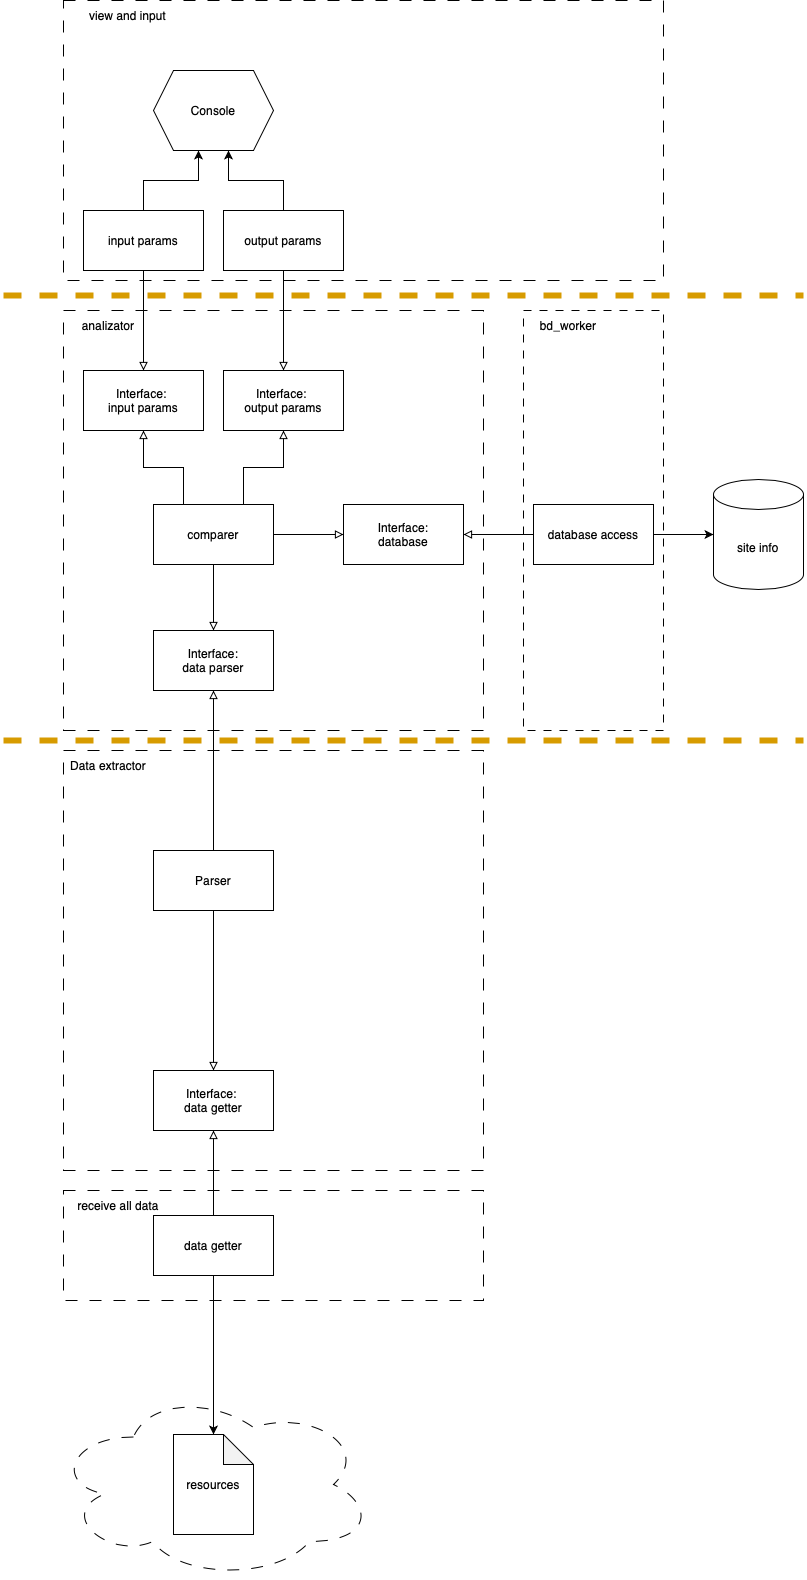 view and input
Console
input params
output params
analizator
bd_worker
Interface:
input params
Interface:
output params
comparer
Interface:
database
database access
site info
Interface:
data parser
Data extractor
Parser
Interface:
data getter
receive all data
data getter
resources